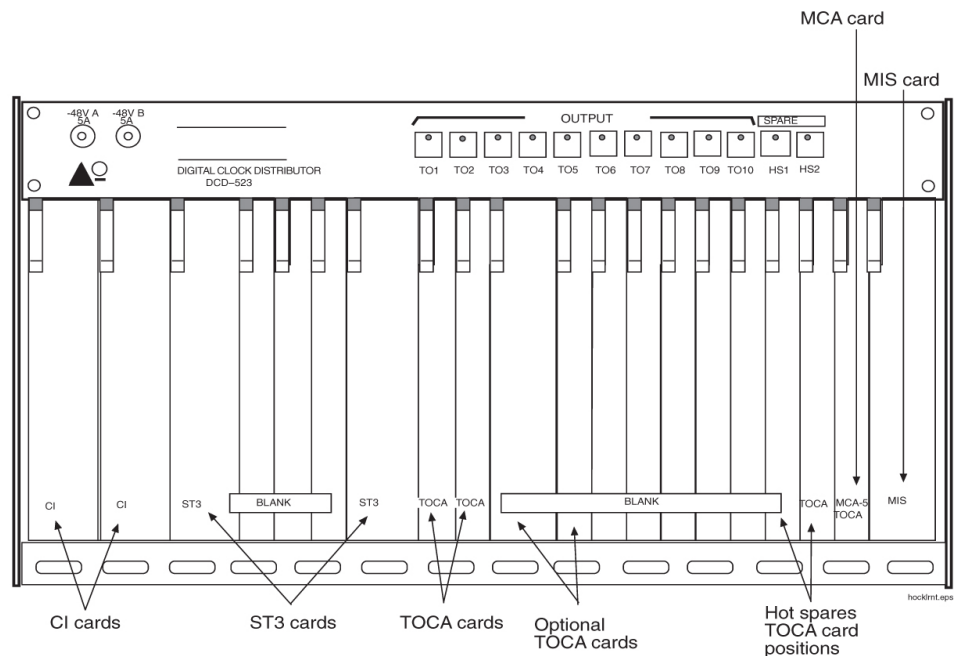 MCA card
MIS card
-48V A
5A
-48V B
5A
OUTPUT
SPARE
DIGITAL CLOCK DISTRIBUTOR
DCD–523
TO1 TO2 TO3 TO4 TO5 TO6 TO7 TO8 TO9 TO10 HS1 HS2
CI
CI
ST3
BLANK
ST3
TOCA
TOCA
BLANK
TOCA
MCA-5
TOCA
MIS
hocklrnt.eps
CI cards
ST3 cards
TOCA cards
Optional
TOCA cards
Hot spares
TOCA card
positions